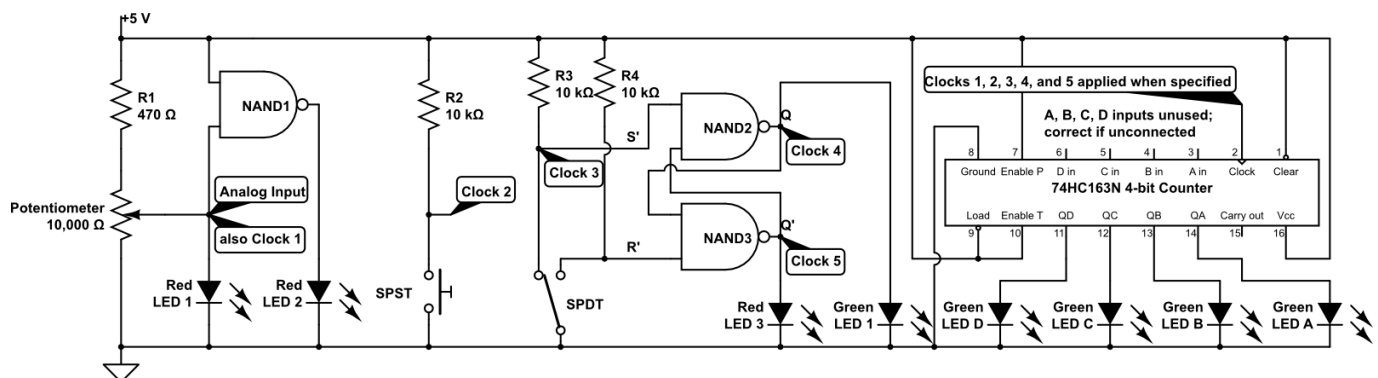 +5 V
R1
470 Ω
Potentiometer
10,000 Ω
NAND1
Analog Input
also Clock 1
Red
LED 1
Red
LED 2
R2
10 kΩ
Clock 2
SPST
R3
10 kΩ
R4
10 kΩ
S'
Clock 3
R'
SPDT
NAND2
Q
Clock 4
NAND3
Q'
Clock 5
Red
LED 3
Green
LED 1
Clocks 1, 2, 3, 4, and 5 applied when specified
A, B, C, D inputs unused;
correct if unconnected
8 7 6 5 4 3 2 1
Ground Enable P D in C in B in A in Clock Clear
74HC163N 4-bit Counter
Load Enable T QD QC QB QA Carry out Vcc
9 10 11 12 13 14 15 16
Green
LED D
Green
LED C
Green
LED B
Green
LED A